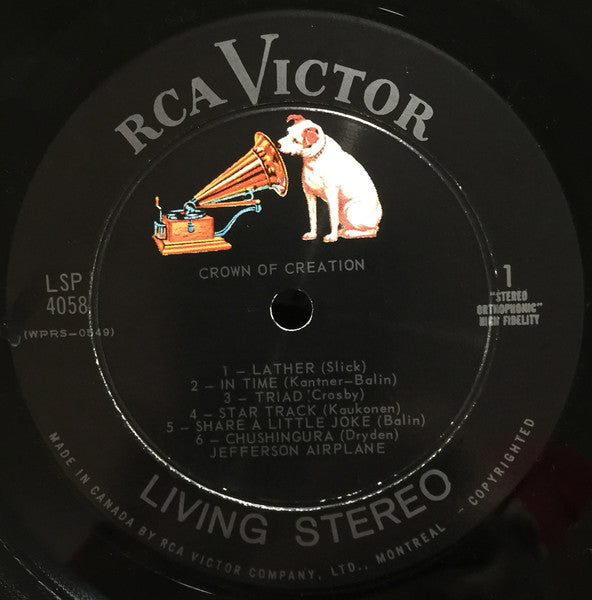 RCA VICTOR
CROWN OF CREATION
LSP
4058
(WPRS-0549)
1
"STEREO
ORTHOPHONIC"
HIGH FIDELITY
1 – LATHER (Slick)
2 – IN TIME (Kantner–Balin)
3 – TRIAD 'Crosby)
4 – STAR TRACK (Kaukonen)
5 – SHARE A LITTLE JOKE (Balin)
6 – CHUSHINGURA (Dryden)
JEFFERSON AIRPLANE
LIVING STEREO
MADE IN CANADA BY RCA VICTOR COMPANY, LTD., MONTREAL – COPYRIGHTED